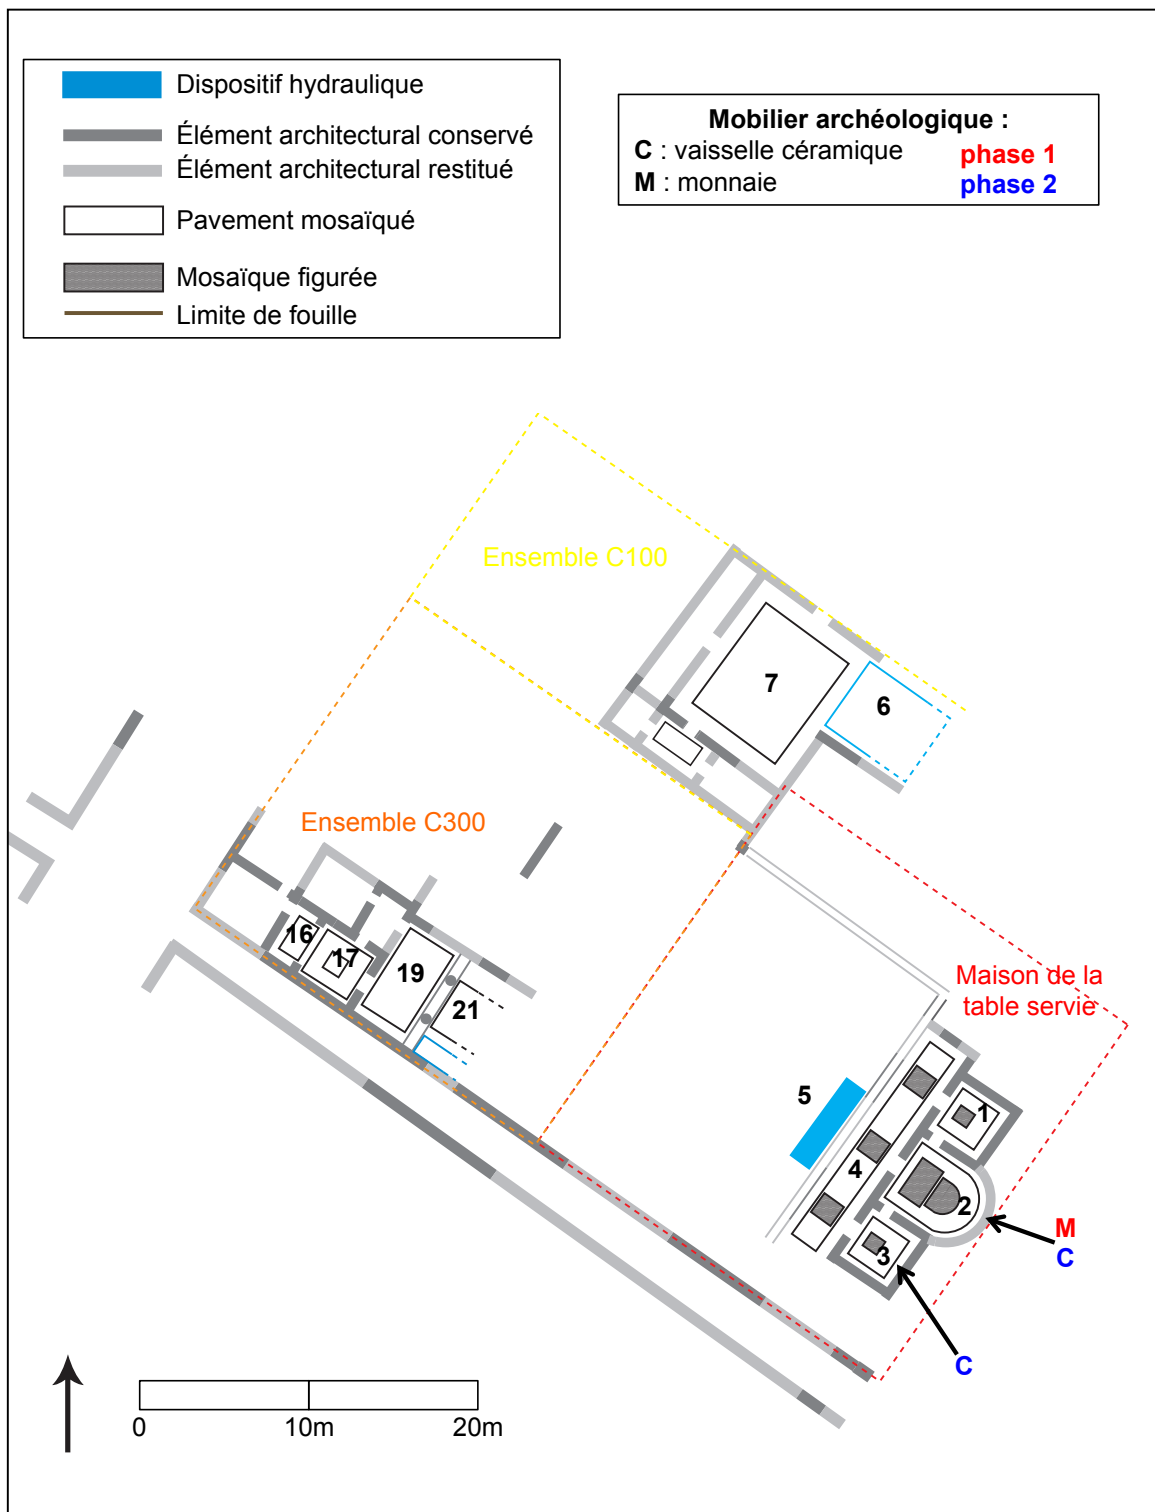 Dispositif hydraulique
Élément architectural conservé
Élément architectural restitué
Pavement mosaïqué
Mosaïque figurée
Limite de fouille
Mobilier archéologique :
C : vaisselle céramique phase 1
M : monnaie phase 2
Ensemble C100
7
6
Ensemble C300
16
17
19
21
Maison de la
table servie
5
1
4
2
3
M
C
C
0 10m 20m